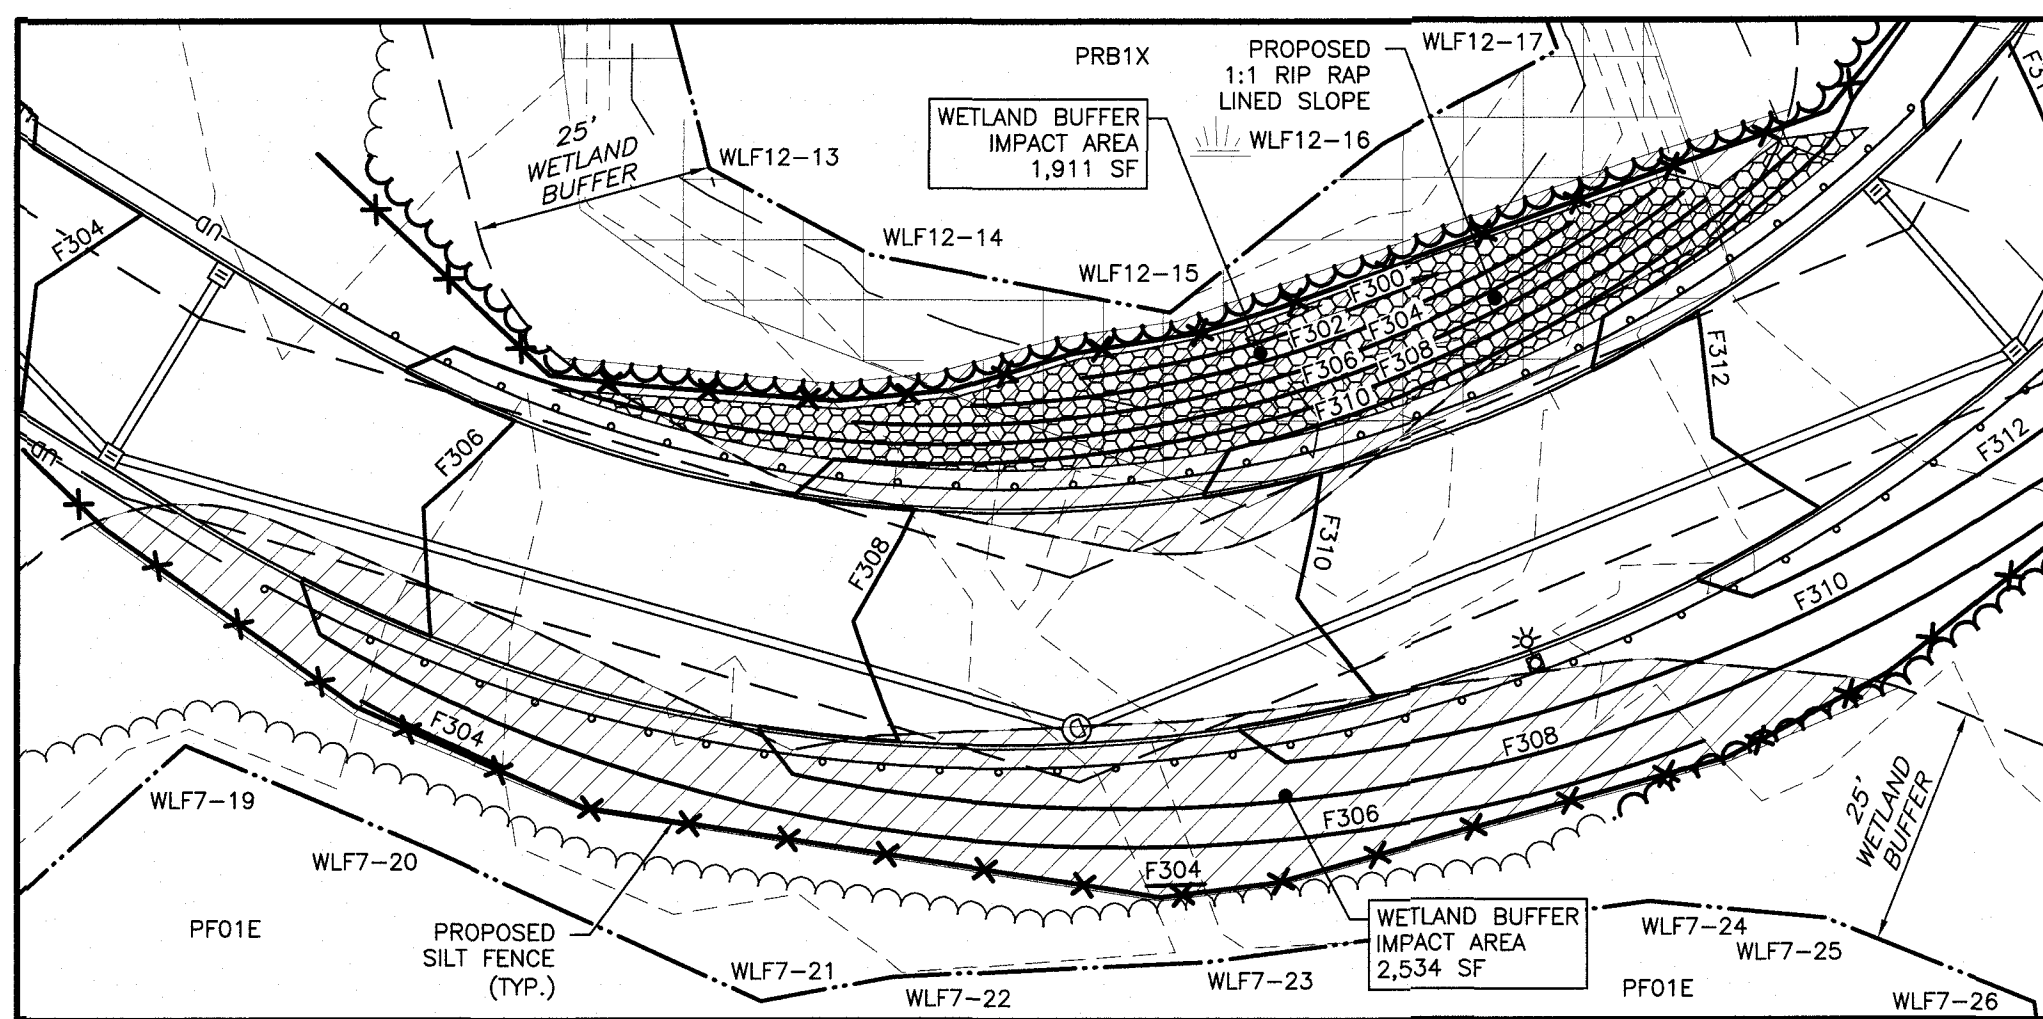 PRB1X
PROPOSED
1:1 RIP RAP
LINED SLOPE
WLF12-17
WETLAND BUFFER
IMPACT AREA
1,911 SF
WLF12-16
25'
WETLAND
BUFFER
WLF12-13
WLF12-14
WLF12-15
F304
UD
F300
F302
F304
F306
F308
F310
F312
F312
UD
F306
F308
F310
F310
F304
D
F308
F306
F304
25'
WETLAND
BUFFER
WLF7-19
WLF7-20
PF01E
PROPOSED
SILT FENCE
(TYP.)
WLF7-21
WLF7-22
WLF7-23
WETLAND BUFFER
IMPACT AREA
2,534 SF
WLF7-24
WLF7-25
PF01E
WLF7-26